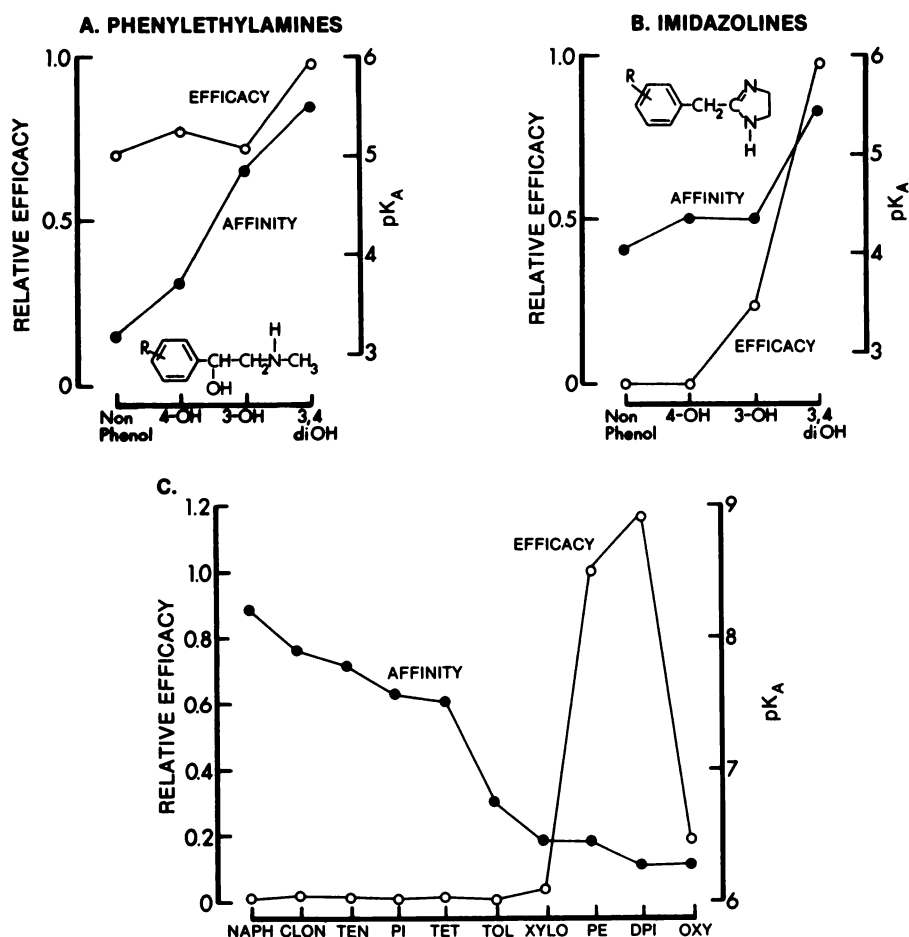 A. PHENYLETHYLAMINES
1.0
0.5
0
RELATIVE EFFICACY
EFFICACY
AFFINITY
6
5
4
3
pKA
R
H
CH-CH2N-CH3
OH
Non Phenol
4-OH
3-OH
3,4 diOH
B. IMIDAZOLINES
1.0
0.5
0
RELATIVE EFFICACY
R
CH2-C
N
N
H
AFFINITY
EFFICACY
6
5
4
3
pKA
Non Phenol
4-OH
3-OH
3,4 diOH
C.
1.2
1.0
0.8
0.6
0.4
0.2
0
RELATIVE EFFICACY
EFFICACY
AFFINITY
9
8
7
6
pKA
NAPH CLON TEN PI TET TOL XYLO PE DPI OXY